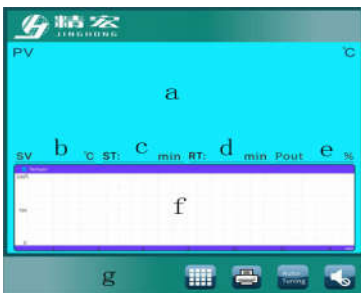 精宏
JINGHONG
PV ℃
a
SV b ℃ ST: c min RT: d min Pout e %
f
g Auto Tuning